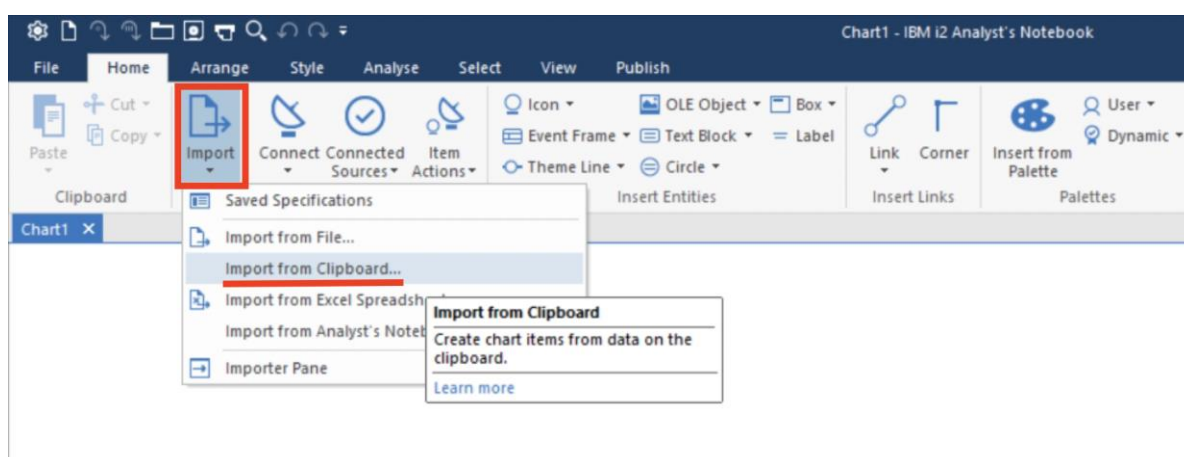 Chart1 - IBM i2 Analyst's Notebook
File Home Arrange Style Analyse Select View Publish
Paste
Cut
Copy
Clipboard
Import
Connect
Connected Sources
Item Actions
Icon
Event Frame
Theme Line
OLE Object
Text Block
Circle
Box
Label
Insert Entities
Link
Corner
Insert Links
Insert from Palette
User
Dynamic
Palettes
Chart1
Saved Specifications
Import from File...
Import from Clipboard...
Import from Excel
Import from Analyst's
Importer Pane
Import from Clipboard
Create chart items from data on the
clipboard.
Learn more